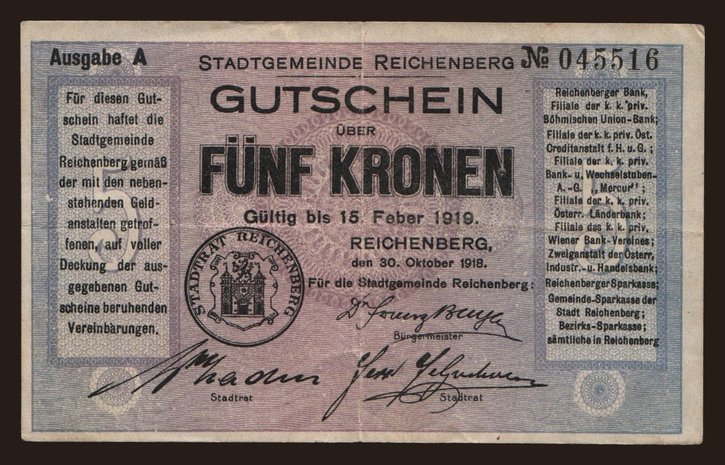 Ausgabe A
STADTGEMEINDE REICHENBERG № 045516
GUTSCHEIN
ÜBER
FÜNF KRONEN
Gültig bis 15. Feber 1919.
REICHENBERG,
den 30. Oktober 1918.
Für die Stadtgemeinde Reichenberg:
Bürgermeister
Stadtrat
Stadtrat
STADTRAT REICHENBERG
Für diesen Gut-
schein haftet die
Stadtgemeinde
Reichenberg gemäß
der mit den neben-
stehenden Geld-
anstalten getrof-
fenen, auf voller
Deckung der aus-
gegebenen Gut-
scheine beruhenden
Vereinbarungen.
5
Reichenberger Bank,
Filiale der k. k. priv.
Böhmischen Union-Bank;
Filiale der k. k. priv. Öst.
Creditanstalt f. H. u. G.;
Filiale der k. k. priv.
Bank- u. Wechselstuben-
A.-G. „Mercur";
Filiale der k. k. priv.
Österr. Länderbank;
Filiale des k. k. priv.
Wiener Bank-Vereines;
Zweiganstalt der Österr.
Industr.- u. Handelsbank;
Reichenberger Sparkasse;
Gemeinde-Sparkasse der
Stadt Reichenberg;
Bezirks-Sparkasse;
sämtliche in Reichenberg